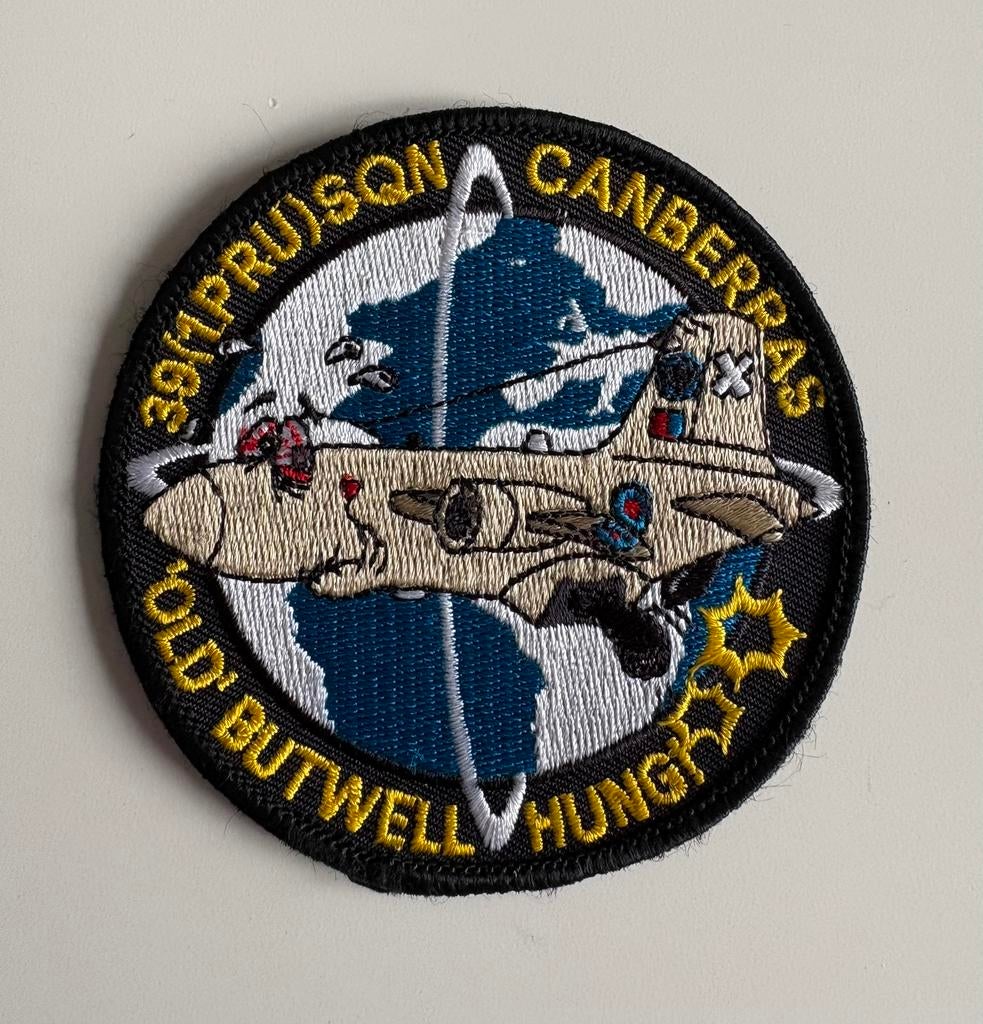 39(1PRU)SQN CANBERRAS
'OLD' BUTWELL HUNG!
X